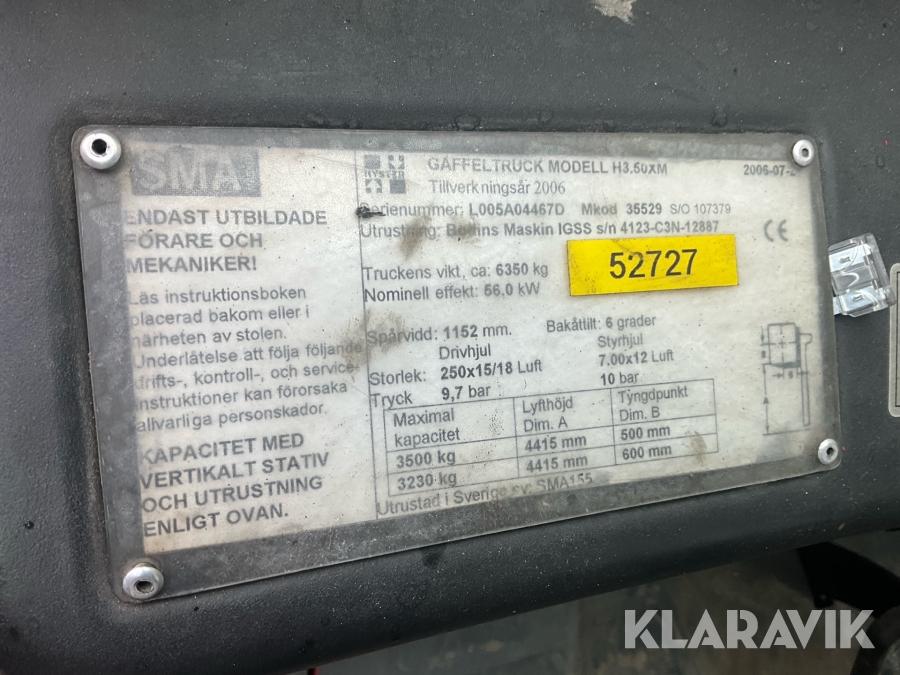 SMA
ENDAST UTBILDADE
FÖRARE OCH
MEKANIKER!
Läs instruktionsboken
placerad bakom eller i
närheten av stolen.
Underlåtelse att följa följande
drifts-, kontroll-, och service-
instruktioner kan förorsaka
allvarliga personskador.
KAPACITET MED
VERTIKALT STATIV
OCH UTRUSTNING
ENLIGT OVAN.
HYSTER
GAFFELTRUCK MODELL H3.50XM
2006-07-
Tillverkningsår 2006
Serienummer: L005A04467D Mkod 35529 S/O 107379
Utrustning: Bolins Maskin IGSS s/n 4123-C3N-12887
CE
Truckens vikt, ca: 6350 kg
Nominell effekt: 56,0 kW
52727
Spårvidd: 1152 mm. Bakåttilt: 6 grader
Drivhjul Styrhjul
Storlek: 250x15/18 Luft 7.00x12 Luft
Tryck 9,7 bar 10 bar
Maximal Lyfthöjd Tyngdpunkt
kapacitet Dim. A Dim. B
3500 kg 4415 mm 500 mm
3230 kg 4415 mm 600 mm
Utrustad i Sverige av: SMA155
B
A
KLARAVIK